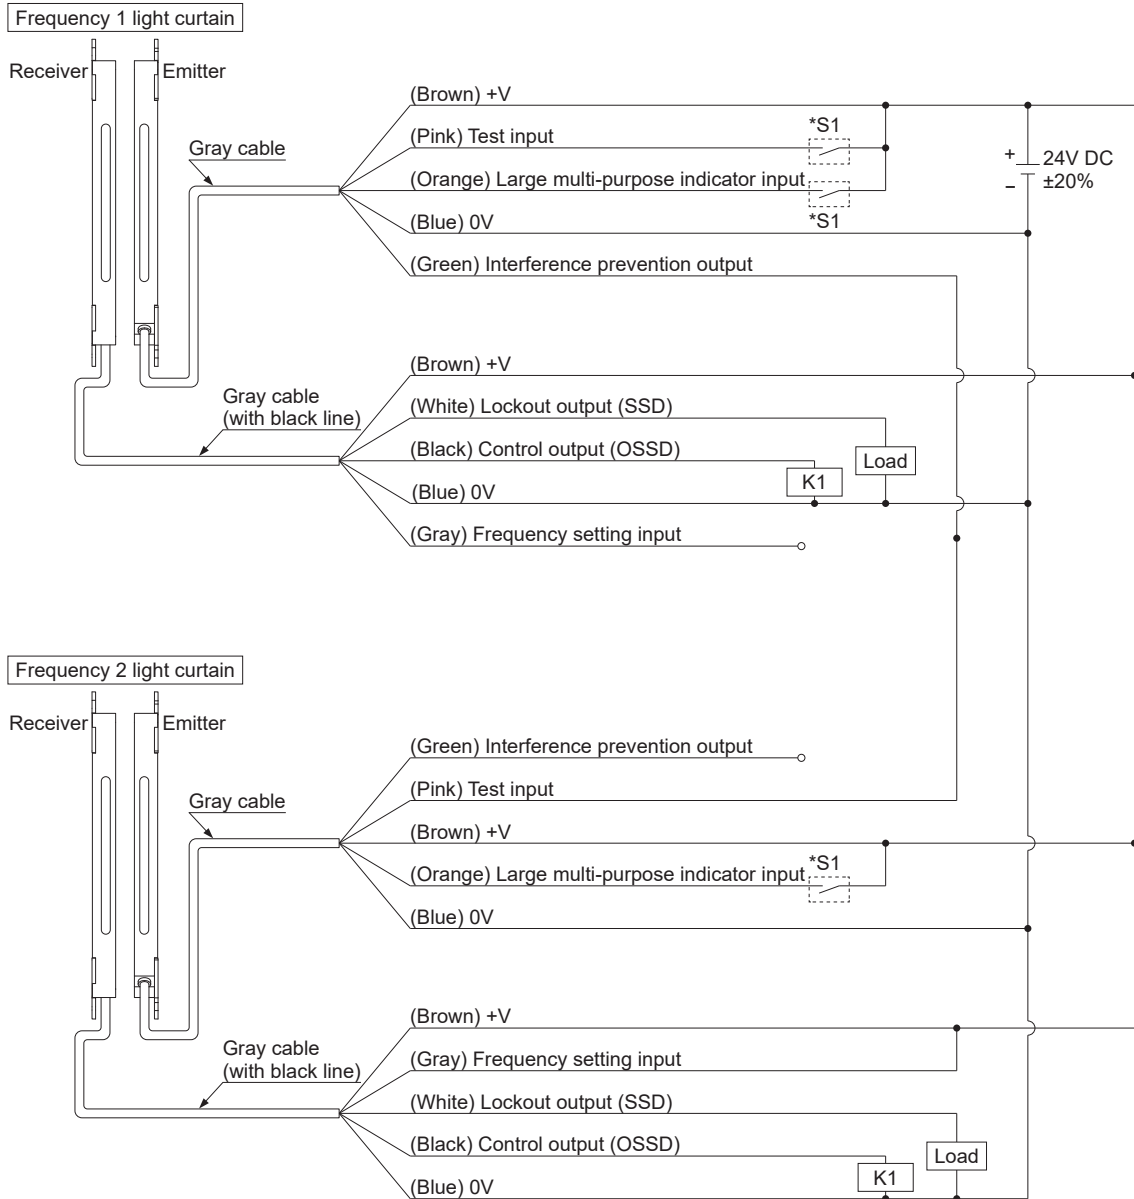 Frequency 1 light curtain
Receiver
Emitter
Gray cable
(Brown) +V
(Pink) Test input
*S1
(Orange) Large multi-purpose indicator input
*S1
(Blue) 0V
(Green) Interference prevention output
+
−
24V DC
±20%
Gray cable
(with black line)
(Brown) +V
(White) Lockout output (SSD)
(Black) Control output (OSSD)
K1
Load
(Blue) 0V
(Gray) Frequency setting input
Frequency 2 light curtain
Receiver
Emitter
Gray cable
(Green) Interference prevention output
(Pink) Test input
(Brown) +V
(Orange) Large multi-purpose indicator input
*S1
(Blue) 0V
Gray cable
(with black line)
(Brown) +V
(Gray) Frequency setting input
(White) Lockout output (SSD)
(Black) Control output (OSSD)
Load
K1
(Blue) 0V